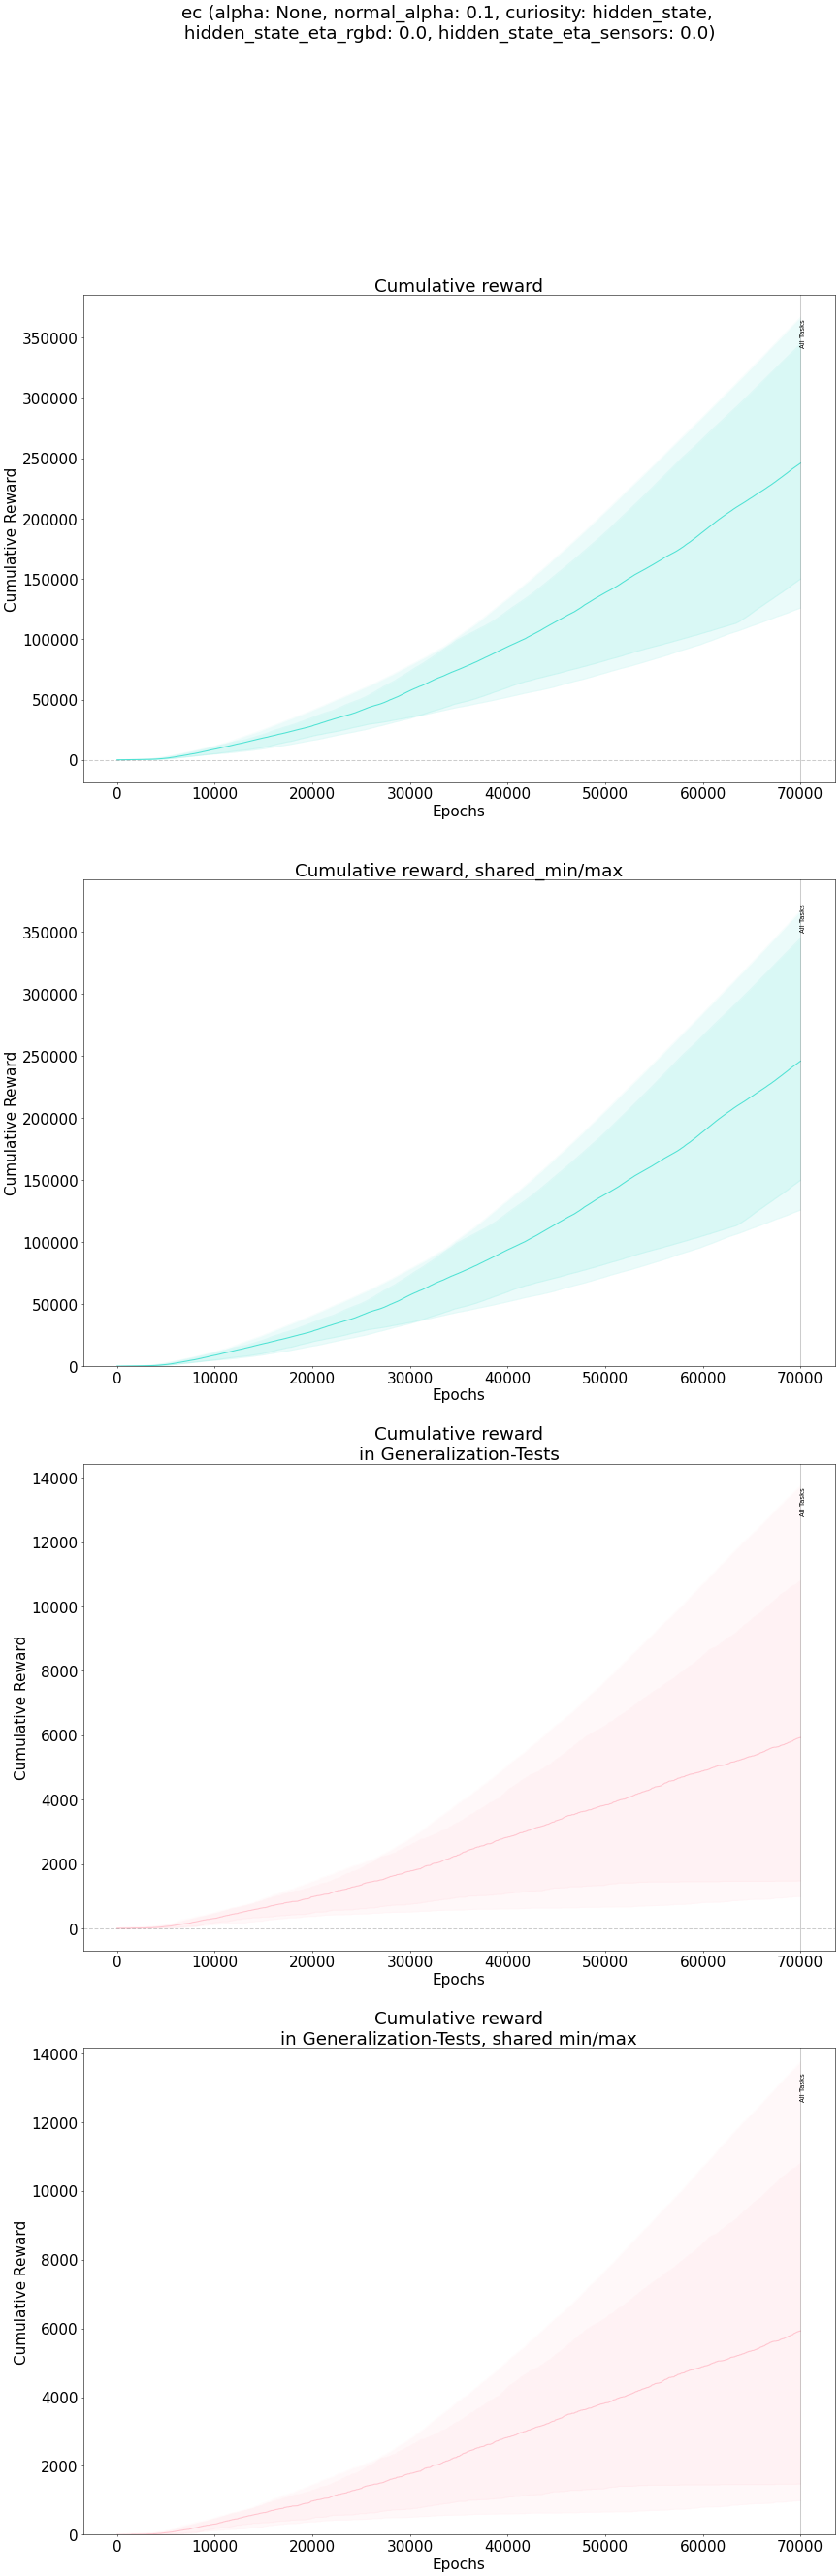 ec (alpha: None, normal_alpha: 0.1, curiosity: hidden_state,
hidden_state_eta_rgbd: 0.0, hidden_state_eta_sensors: 0.0)
Cumulative reward
All Tasks
350000
300000
250000
200000
150000
100000
50000
0
Cumulative Reward
0 10000 20000 30000 40000 50000 60000 70000
Epochs
Cumulative reward, shared_min/max
All Tasks
350000
300000
250000
200000
150000
100000
50000
0
Cumulative Reward
0 10000 20000 30000 40000 50000 60000 70000
Epochs
Cumulative reward
in Generalization-Tests
All Tasks
14000
12000
10000
8000
6000
4000
2000
0
Cumulative Reward
0 10000 20000 30000 40000 50000 60000 70000
Epochs
Cumulative reward
in Generalization-Tests, shared min/max
All Tasks
14000
12000
10000
8000
6000
4000
2000
0
Cumulative Reward
0 10000 20000 30000 40000 50000 60000 70000
Epochs